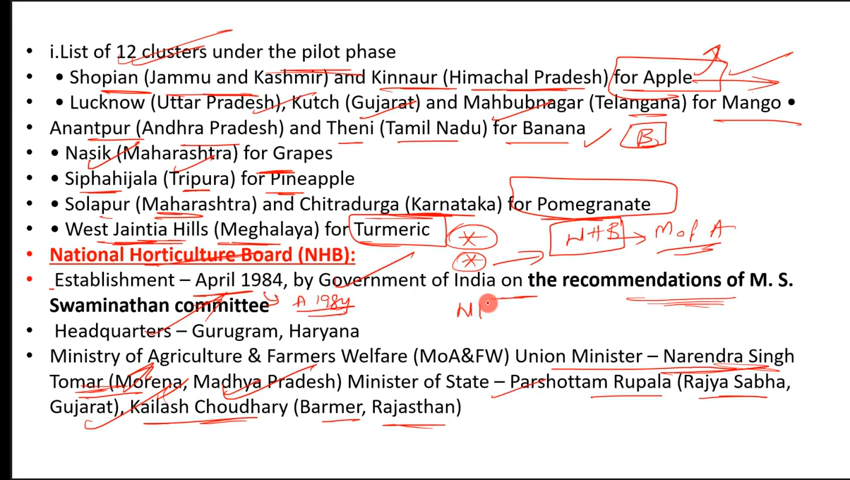 • i.List of 12 clusters under the pilot phase
• • Shopian (Jammu and Kashmir) and Kinnaur (Himachal Pradesh) for Apple
• • Lucknow (Uttar Pradesh), Kutch (Gujarat) and Mahbubnagar (Telangana) for Mango •
• Anantpur (Andhra Pradesh) and Theni (Tamil Nadu) for Banana B
• • Nasik (Maharashtra) for Grapes
• • Siphahijala (Tripura) for Pineapple
• • Solapur (Maharashtra) and Chitradurga (Karnataka) for Pomegranate
• • West Jaintia Hills (Meghalaya) for Turmeric
NHB → M of A
• National Horticulture Board (NHB):
• Establishment – April 1984, by Government of India on the recommendations of M. S.
Swaminathan committee
A 1984
• Headquarters – Gurugram, Haryana
• Ministry of Agriculture & Farmers Welfare (MoA&FW) Union Minister – Narendra Singh
Tomar (Morena, Madhya Pradesh) Minister of State – Parshottam Rupala (Rajya Sabha,
Gujarat), Kailash Choudhary (Barmer, Rajasthan)